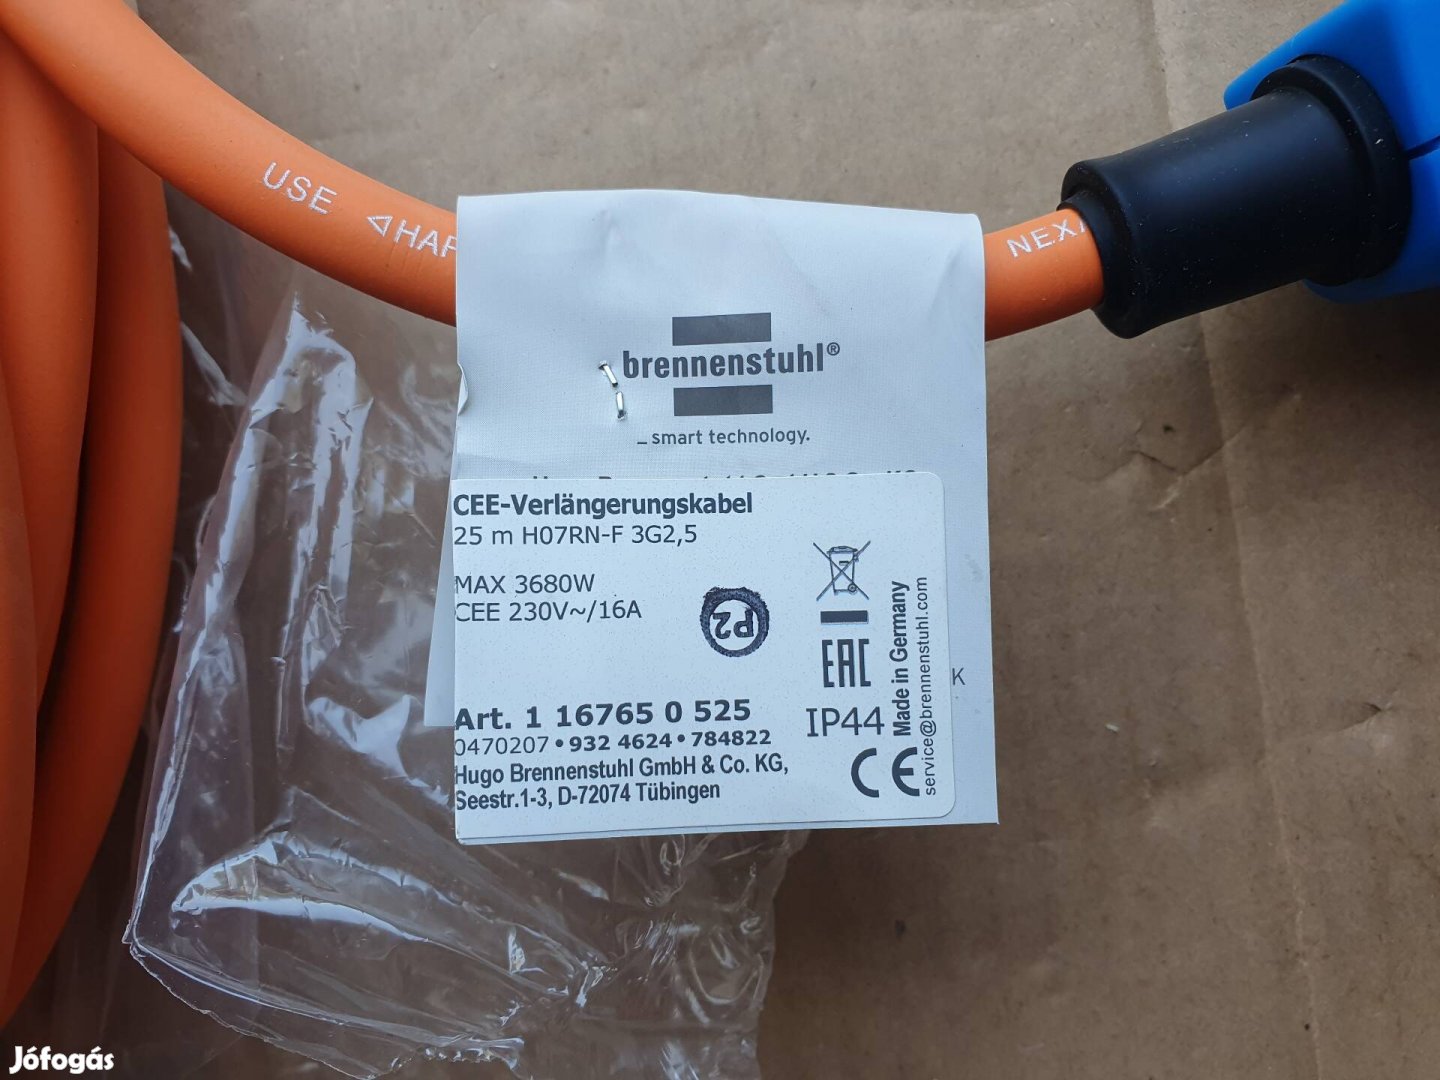 USE ◁HAR
NEXA
brennenstuhl®
_ smart technology.
CEE-Verlängerungskabel
25 m H07RN-F 3G2,5
MAX 3680W
CEE 230V~/16A
P2
EAC
Made in Germany
service@brennenstuhl.com
K
Art. 1 16765 0 525
IP44
0470207 • 932 4624 • 784822
CE
Hugo Brennenstuhl GmbH & Co. KG,
Seestr.1-3, D-72074 Tübingen
Jófogás